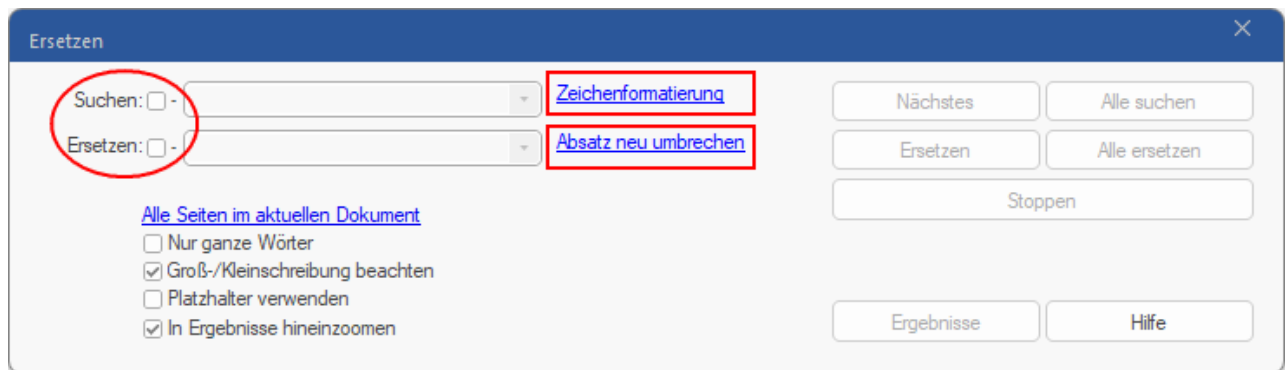 Ersetzen
Suchen: - Zeichenformatierung Nächstes Alle suchen
Ersetzen: - Absatz neu umbrechen Ersetzen Alle ersetzen
Stoppen
Alle Seiten im aktuellen Dokument
Nur ganze Wörter
Groß-/Kleinschreibung beachten
Platzhalter verwenden
In Ergebnisse hineinzoomen Ergebnisse Hilfe